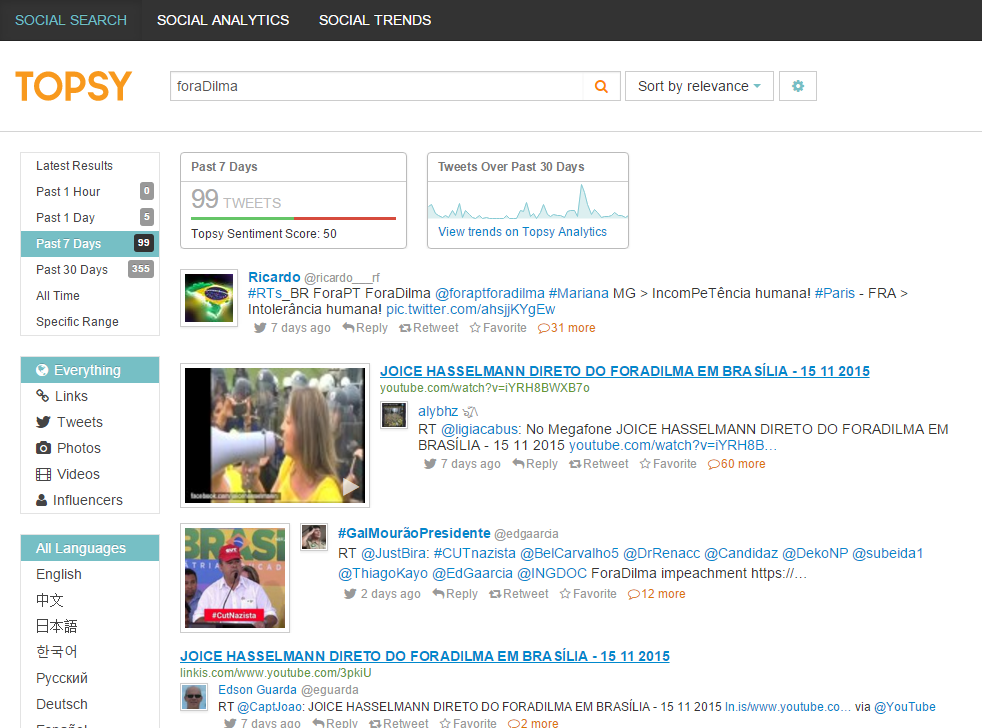 SOCIAL SEARCH SOCIAL ANALYTICS SOCIAL TRENDS
TOPSY
foraDilma
Sort by relevance
Latest Results
Past 1 Hour 0
Past 1 Day 5
Past 7 Days 99
Past 30 Days 355
All Time
Specific Range
Everything
Links
Tweets
Photos
Videos
Influencers
All Languages
English
中文
日本語
한국어
Русский
Deutsch
Español
Past 7 Days
99 TWEETS
Topsy Sentiment Score: 50
Tweets Over Past 30 Days
View trends on Topsy Analytics
Ricardo @ricardo___rf
#RTs_BR ForaPT ForaDilma @foraptforadilma #Mariana MG > IncomPeTência humana! #Paris - FRA >
Intolerância humana! pic.twitter.com/ahsjjKYgEw
7 days ago Reply Retweet Favorite 31 more
JOICE HASSELMANN DIRETO DO FORADILMA EM BRASÍLIA - 15 11 2015
youtube.com/watch?v=iYRH8BWXB7o
alybhz
RT @ligiacabus: No Megafone JOICE HASSELMANN DIRETO DO FORADILMA EM
BRASÍLIA - 15 11 2015 youtube.com/watch?v=iYRH8B…
7 days ago Reply Retweet Favorite 60 more
BRASI
#CutNazista
#GalMourãoPresidente @edgaarcia
RT @JustBira: #CUTnazista @BelCarvalho5 @DrRenacc @Candidaz @DekoNP @subeida1
@ThiagoKayo @EdGaarcia @INGDOC ForaDilma impeachment https://…
2 days ago Reply Retweet Favorite 12 more
JOICE HASSELMANN DIRETO DO FORADILMA EM BRASÍLIA - 15 11 2015
linkis.com/www.youtube.com/3pkiU
Edson Guarda @eguarda
RT @CaptJoao: JOICE HASSELMANN DIRETO DO FORADILMA EM BRASÍLIA - 15 11 2015 ln.is/www.youtube.co… via @YouTube
7 days ago Reply Retweet Favorite 2 more